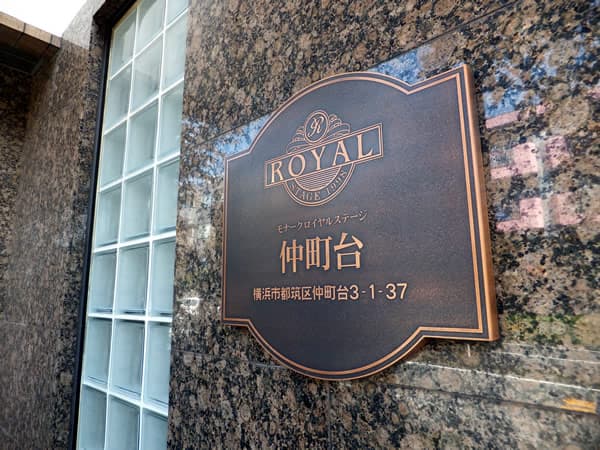 R
ROYAL
STAGE 1998
モナークロイヤルステージ
仲町台
横浜市都筑区仲町台3-1-37